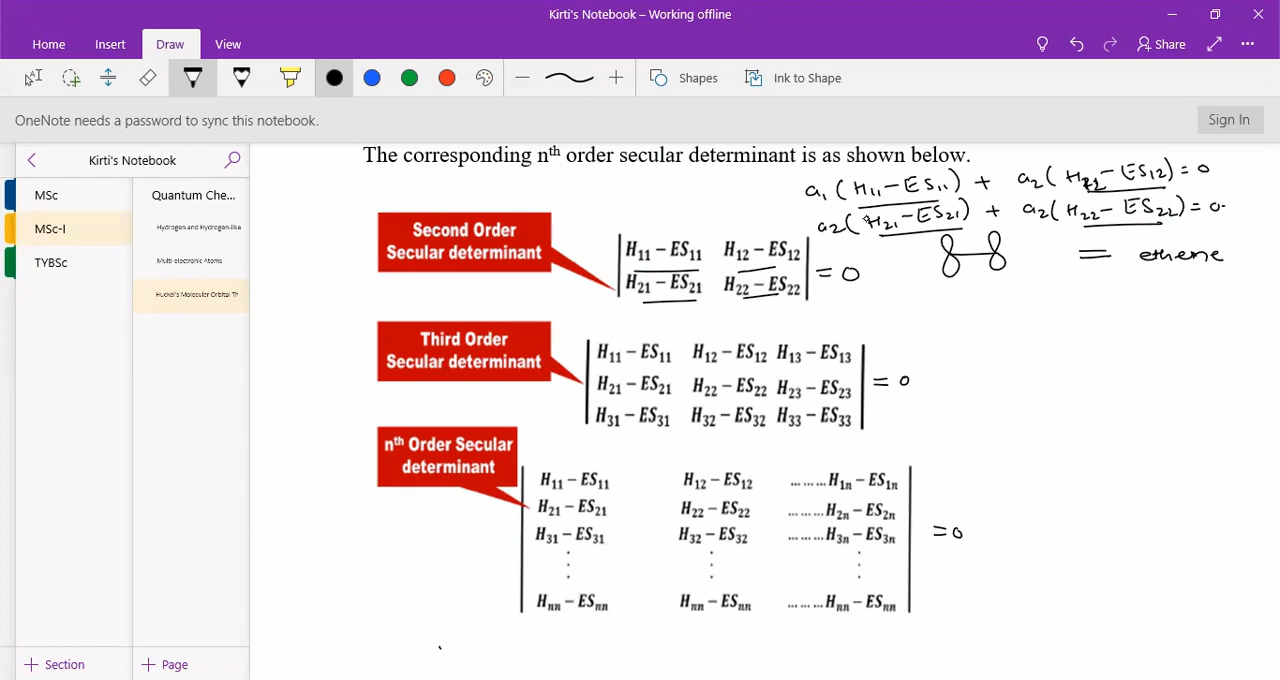 Kirti's Notebook – Working offline
Home Insert Draw View
Share
Shapes Ink to Shape
OneNote needs a password to sync this notebook.
Sign In
Kirti's Notebook
MSc
MSc-I
TYBSc
Quantum Che...
Hydrogen and Hydrogen-like
Multi electronic Atoms
Huckel's Molecular Orbital Th
The corresponding nth order secular determinant is as shown below.
a1 (H11 – ES11) + a2 (H22 – ES12) = 0
a2 (H21 – ES21) + a2 (H22 – ES22) = 0
= ethene
Second Order
Secular determinant
H11 – ES11 H12 – ES12
H21 – ES21 H22 – ES22
= 0
Third Order
Secular determinant
H11 – ES11 H12 – ES12 H13 – ES13
H21 – ES21 H22 – ES22 H23 – ES23
H31 – ES31 H32 – ES32 H33 – ES33
= 0
nth Order Secular
determinant
H11 – ES11 H12 – ES12 ........H1n – ES1n
H21 – ES21 H22 – ES22 ........H2n – ES2n
H31 – ES31 H32 – ES32 ........H3n – ES3n
= 0
Hnn – ESnn Hnn – ESnn ........Hnn – ESnn
+ Section
+ Page